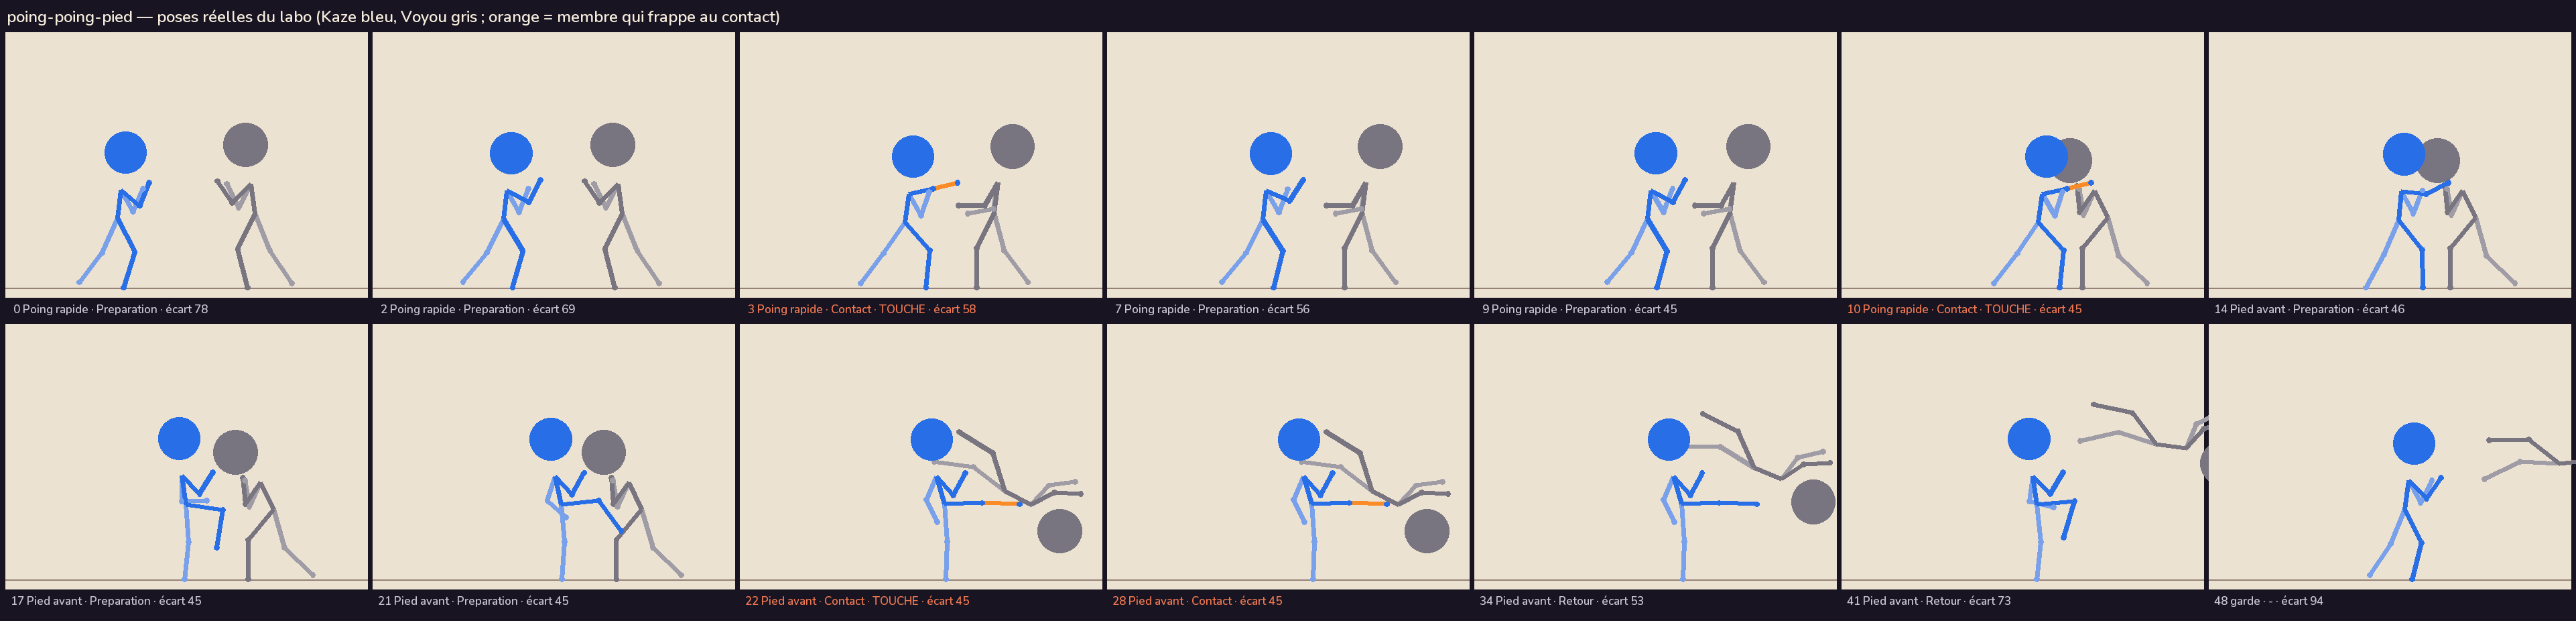 poing-poing-pied — poses réelles du labo (Kaze bleu, Voyou gris ; orange = membre qui frappe au contact)
0 Poing rapide · Preparation · écart 78
2 Poing rapide · Preparation · écart 69
3 Poing rapide · Contact · TOUCHE · écart 58
7 Poing rapide · Preparation · écart 56
9 Poing rapide · Preparation · écart 45
10 Poing rapide · Contact · TOUCHE · écart 45
14 Pied avant · Preparation · écart 46
17 Pied avant · Preparation · écart 45
21 Pied avant · Preparation · écart 45
22 Pied avant · Contact · TOUCHE · écart 45
28 Pied avant · Contact · écart 45
34 Pied avant · Retour · écart 53
41 Pied avant · Retour · écart 73
48 garde · - · écart 94